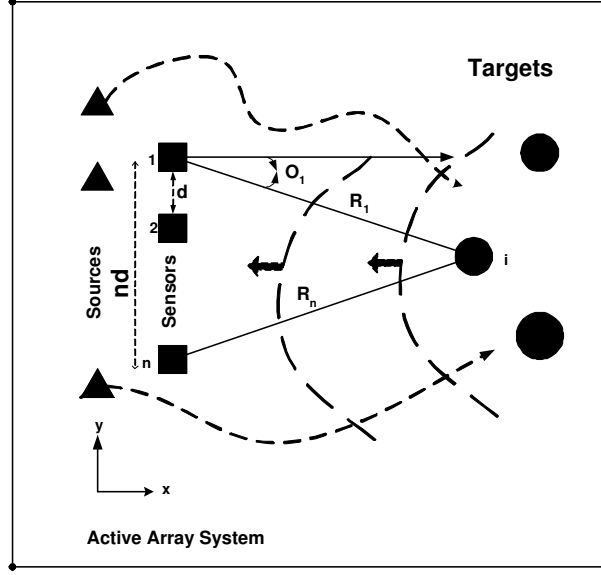 Targets
1
O1
d
R1
2
Sources
nd
Sensors
i
Rn
n
y
x
Active Array System